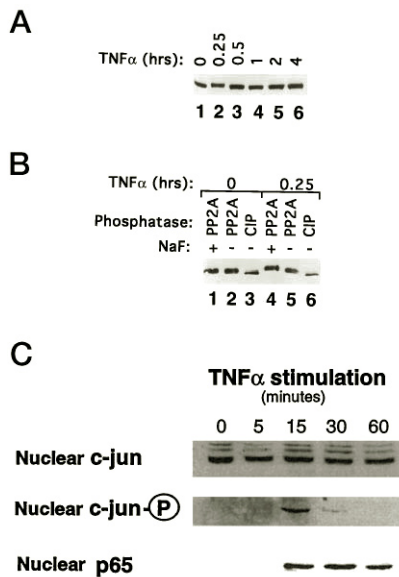 A
TNFα (hrs): 0 0.25 0.5 1 2 4
1 2 3 4 5 6
B
TNFα (hrs): 0 0.25
Phosphatase: PP2A PP2A CIP PP2A PP2A CIP
NaF: + - - + - -
1 2 3 4 5 6
C
TNFα stimulation
(minutes)
0 5 15 30 60
Nuclear c-jun
Nuclear c-jun-P
Nuclear p65